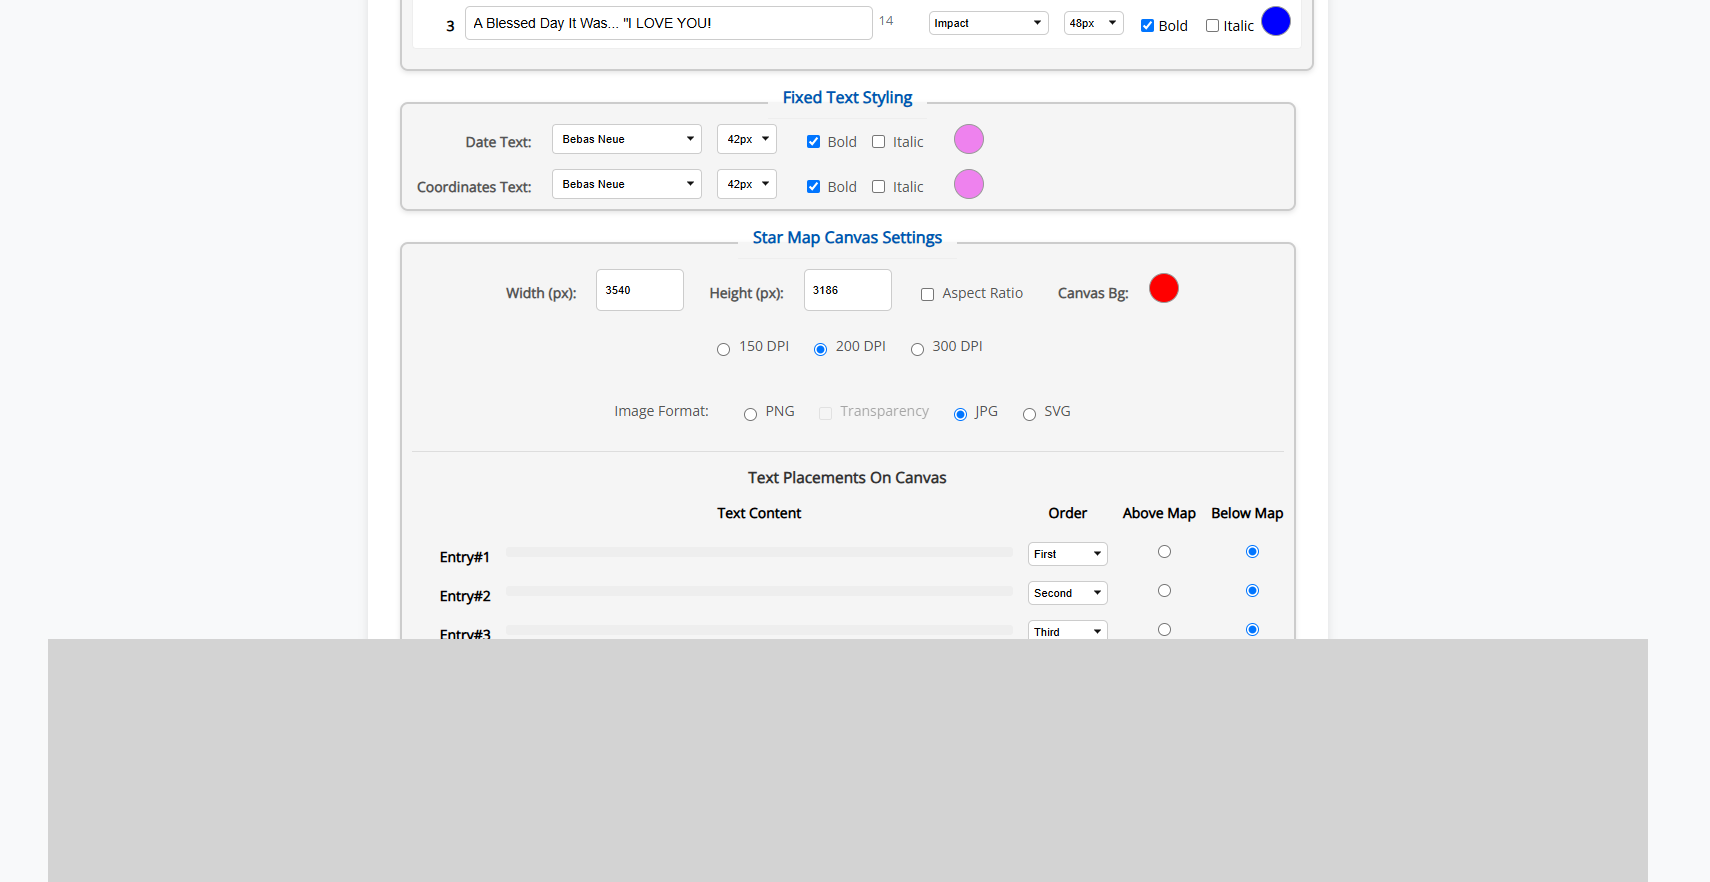 3 A Blessed Day It Was... "I LOVE YOU! 14 Impact 48px Bold Italic
Fixed Text Styling
Date Text: Bebas Neue 42px Bold Italic
Coordinates Text: Bebas Neue 42px Bold Italic
Star Map Canvas Settings
Width (px): 3540 Height (px): 3186 Aspect Ratio Canvas Bg:
150 DPI 200 DPI 300 DPI
Image Format: PNG Transparency JPG SVG
Text Placements On Canvas
Text Content Order Above Map Below Map
Entry#1 First
Entry#2 Second
Entry#3 Third